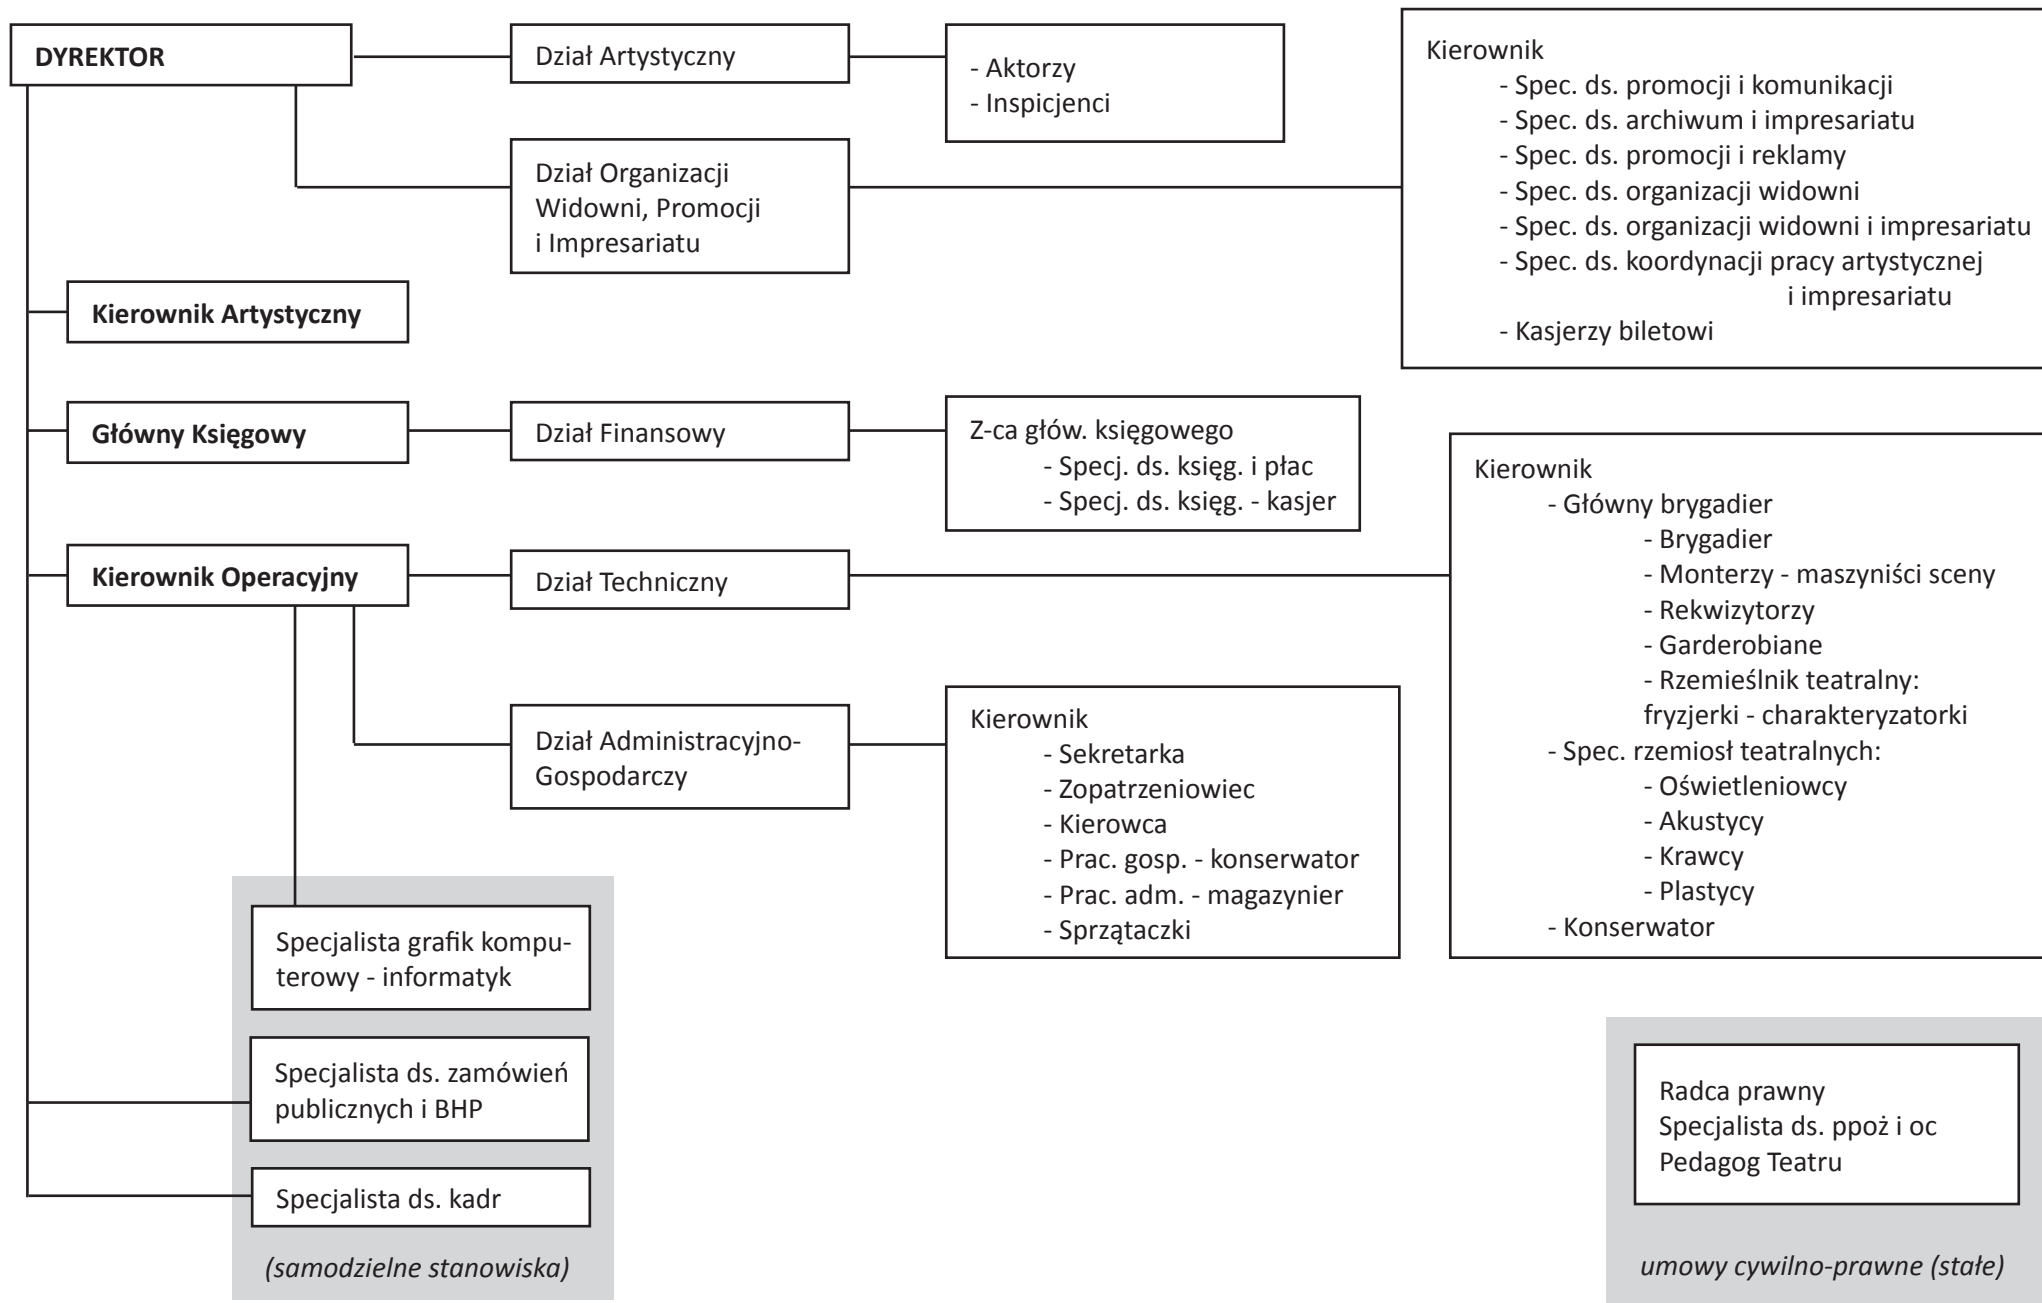 DYREKTOR
Dział Artystyczny
- Aktorzy
- Inspicjenci
Dział Organizacji
Widowni, Promocji
i Impresariatu
Kierownik
- Spec. ds. promocji i komunikacji
- Spec. ds. archiwum i impresariatu
- Spec. ds. promocji i reklamy
- Spec. ds. organizacji widowni
- Spec. ds. organizacji widowni i impresariatu
- Spec. ds. koordynacji pracy artystycznej
i impresariatu
- Kasjerzy biletowi
Kierownik Artystyczny
Główny Księgowy
Dział Finansowy
Z-ca głów. księgowego
- Specj. ds. księg. i płac
- Specj. ds. księg. - kasjer
Kierownik Operacyjny
Dział Techniczny
Kierownik
- Główny brygadier
- Brygadier
- Monterzy - maszyniści sceny
- Rekwizytorzy
- Garderobiane
- Rzemieślnik teatralny:
fryzjerki - charakteryzatorki
- Spec. rzemiosł teatralnych:
- Oświetleniowcy
- Akustycy
- Krawcy
- Plastycy
- Konserwator
Dział Administracyjno-
Gospodarczy
Kierownik
- Sekretarka
- Zopatrzeniowiec
- Kierowca
- Prac. gosp. - konserwator
- Prac. adm. - magazynier
- Sprzątaczki
Specjalista grafik kompu-
terowy - informatyk
Specjalista ds. zamówień
publicznych i BHP
Specjalista ds. kadr
(samodzielne stanowiska)
Radca prawny
Specjalista ds. ppoż i oc
Pedagog Teatru
umowy cywilno-prawne (stałe)